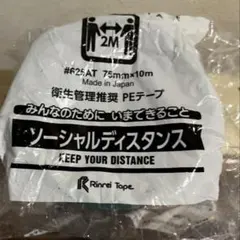 2M
#625AT 75mm×10m
Made in Japan
衛生管理推奨 PEテープ
みんなのために いまできること
ソーシャルディスタンス
KEEP YOUR DISTANCE
Rinrei Tape